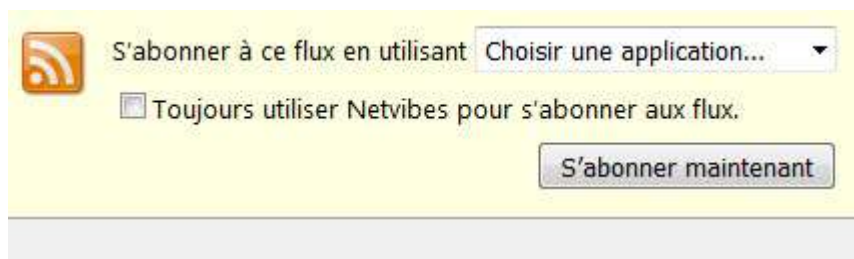 S'abonner à ce flux en utilisant Choisir une application...
Toujours utiliser Netvibes pour s'abonner aux flux.
S'abonner maintenant